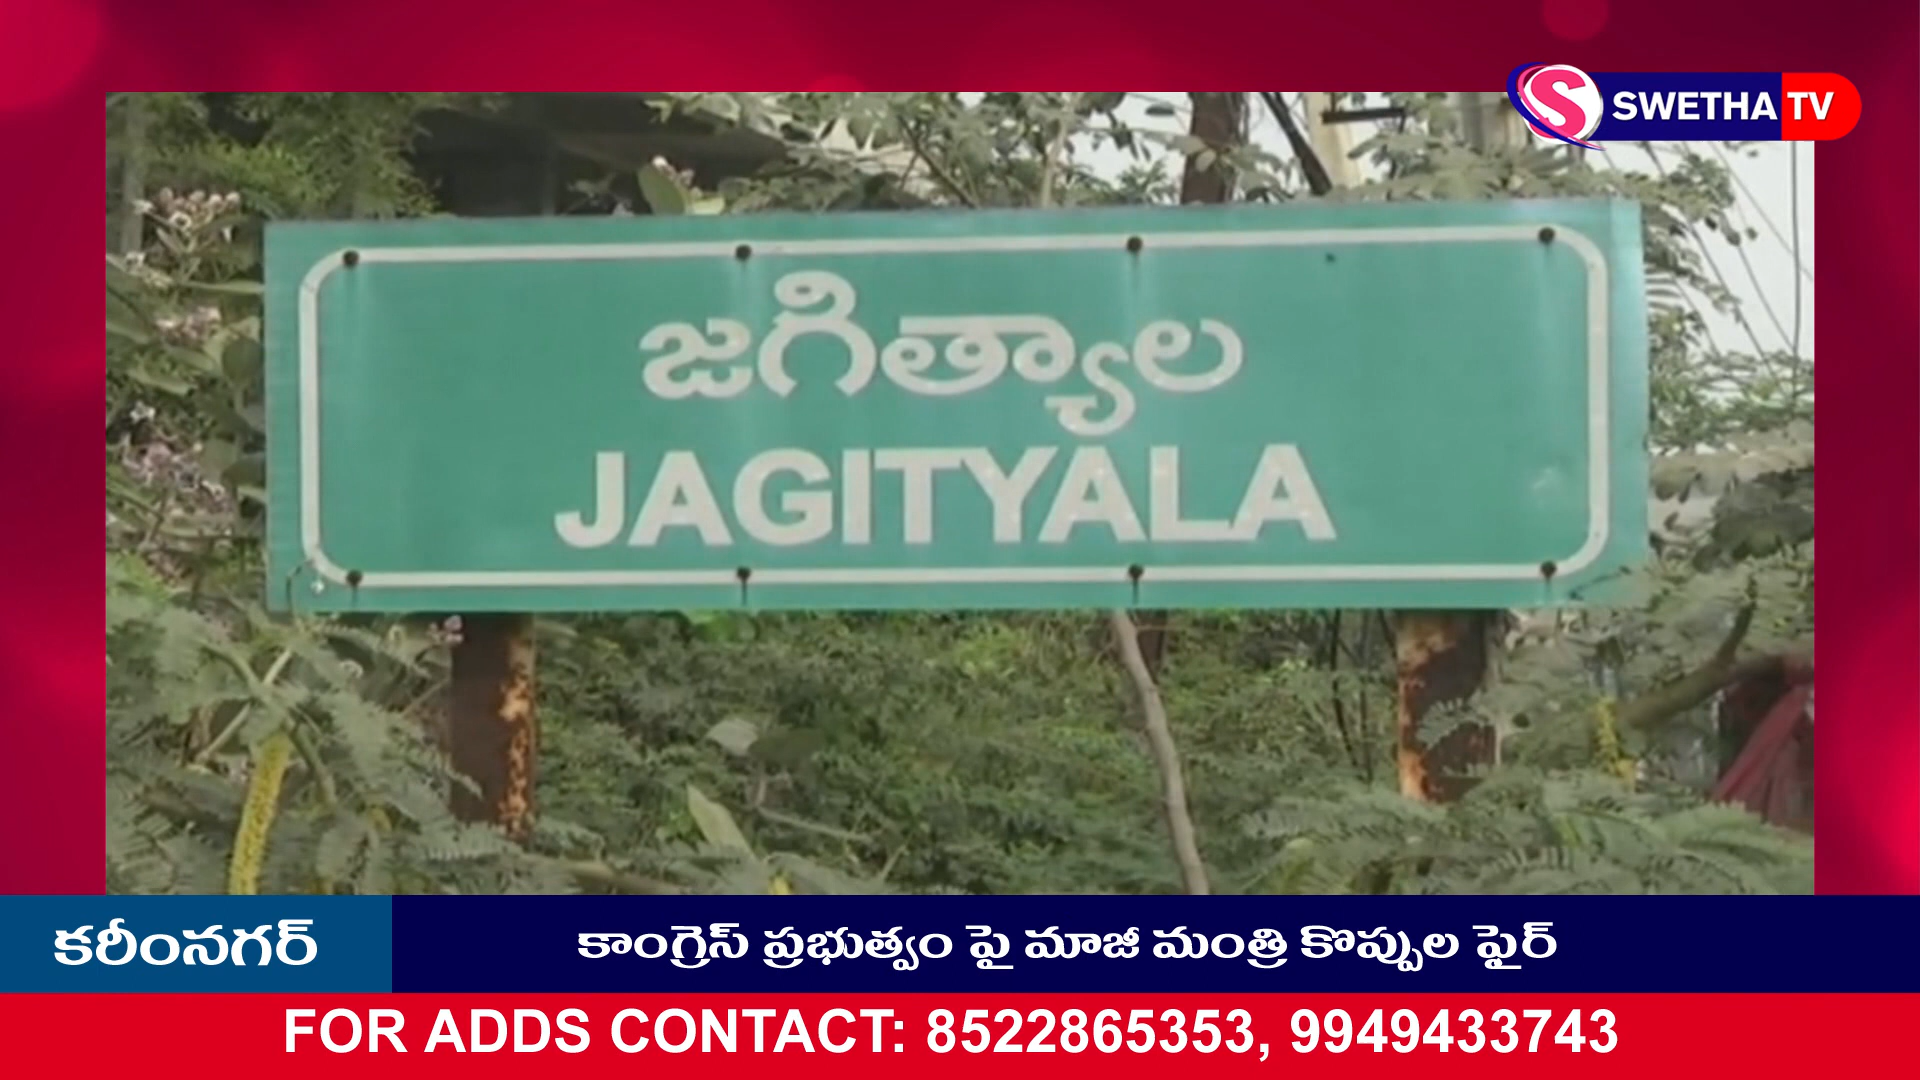 SWETHA TV
జగిత్యాల
JAGITYALA
కరీంనగర్
కాంగ్రెస్ ప్రభుత్వం పై మాజీ మంత్రి కొప్పుల ఫైర్
FOR ADDS CONTACT: 8522865353, 9949433743